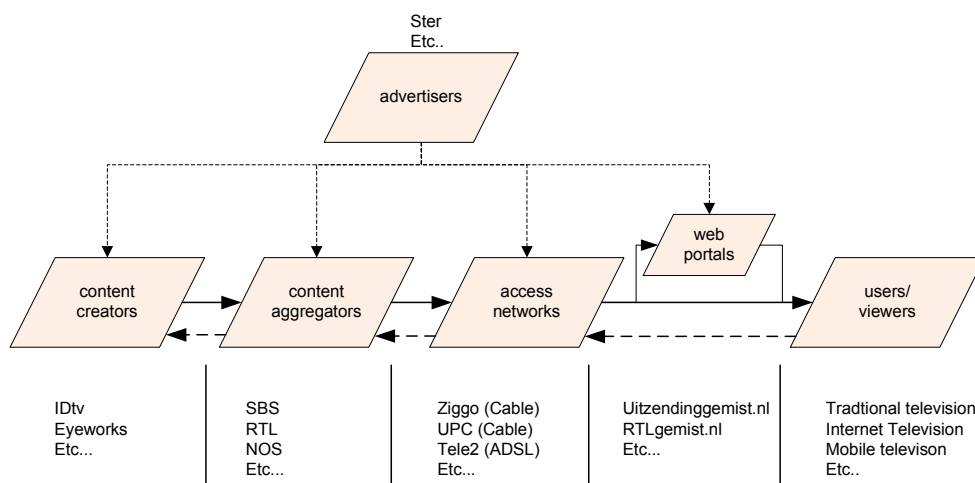 Ster
Etc..
advertisers
web
portals
content
creators
content
aggregators
access
networks
users/
viewers
IDtv
Eyeworks
Etc...
SBS
RTL
NOS
Etc...
Ziggo (Cable)
UPC (Cable)
Tele2 (ADSL)
Etc...
Uitzendinggemist.nl
RTLgemist.nl
Etc...
Tradtional television
Internet Television
Mobile televison
Etc..